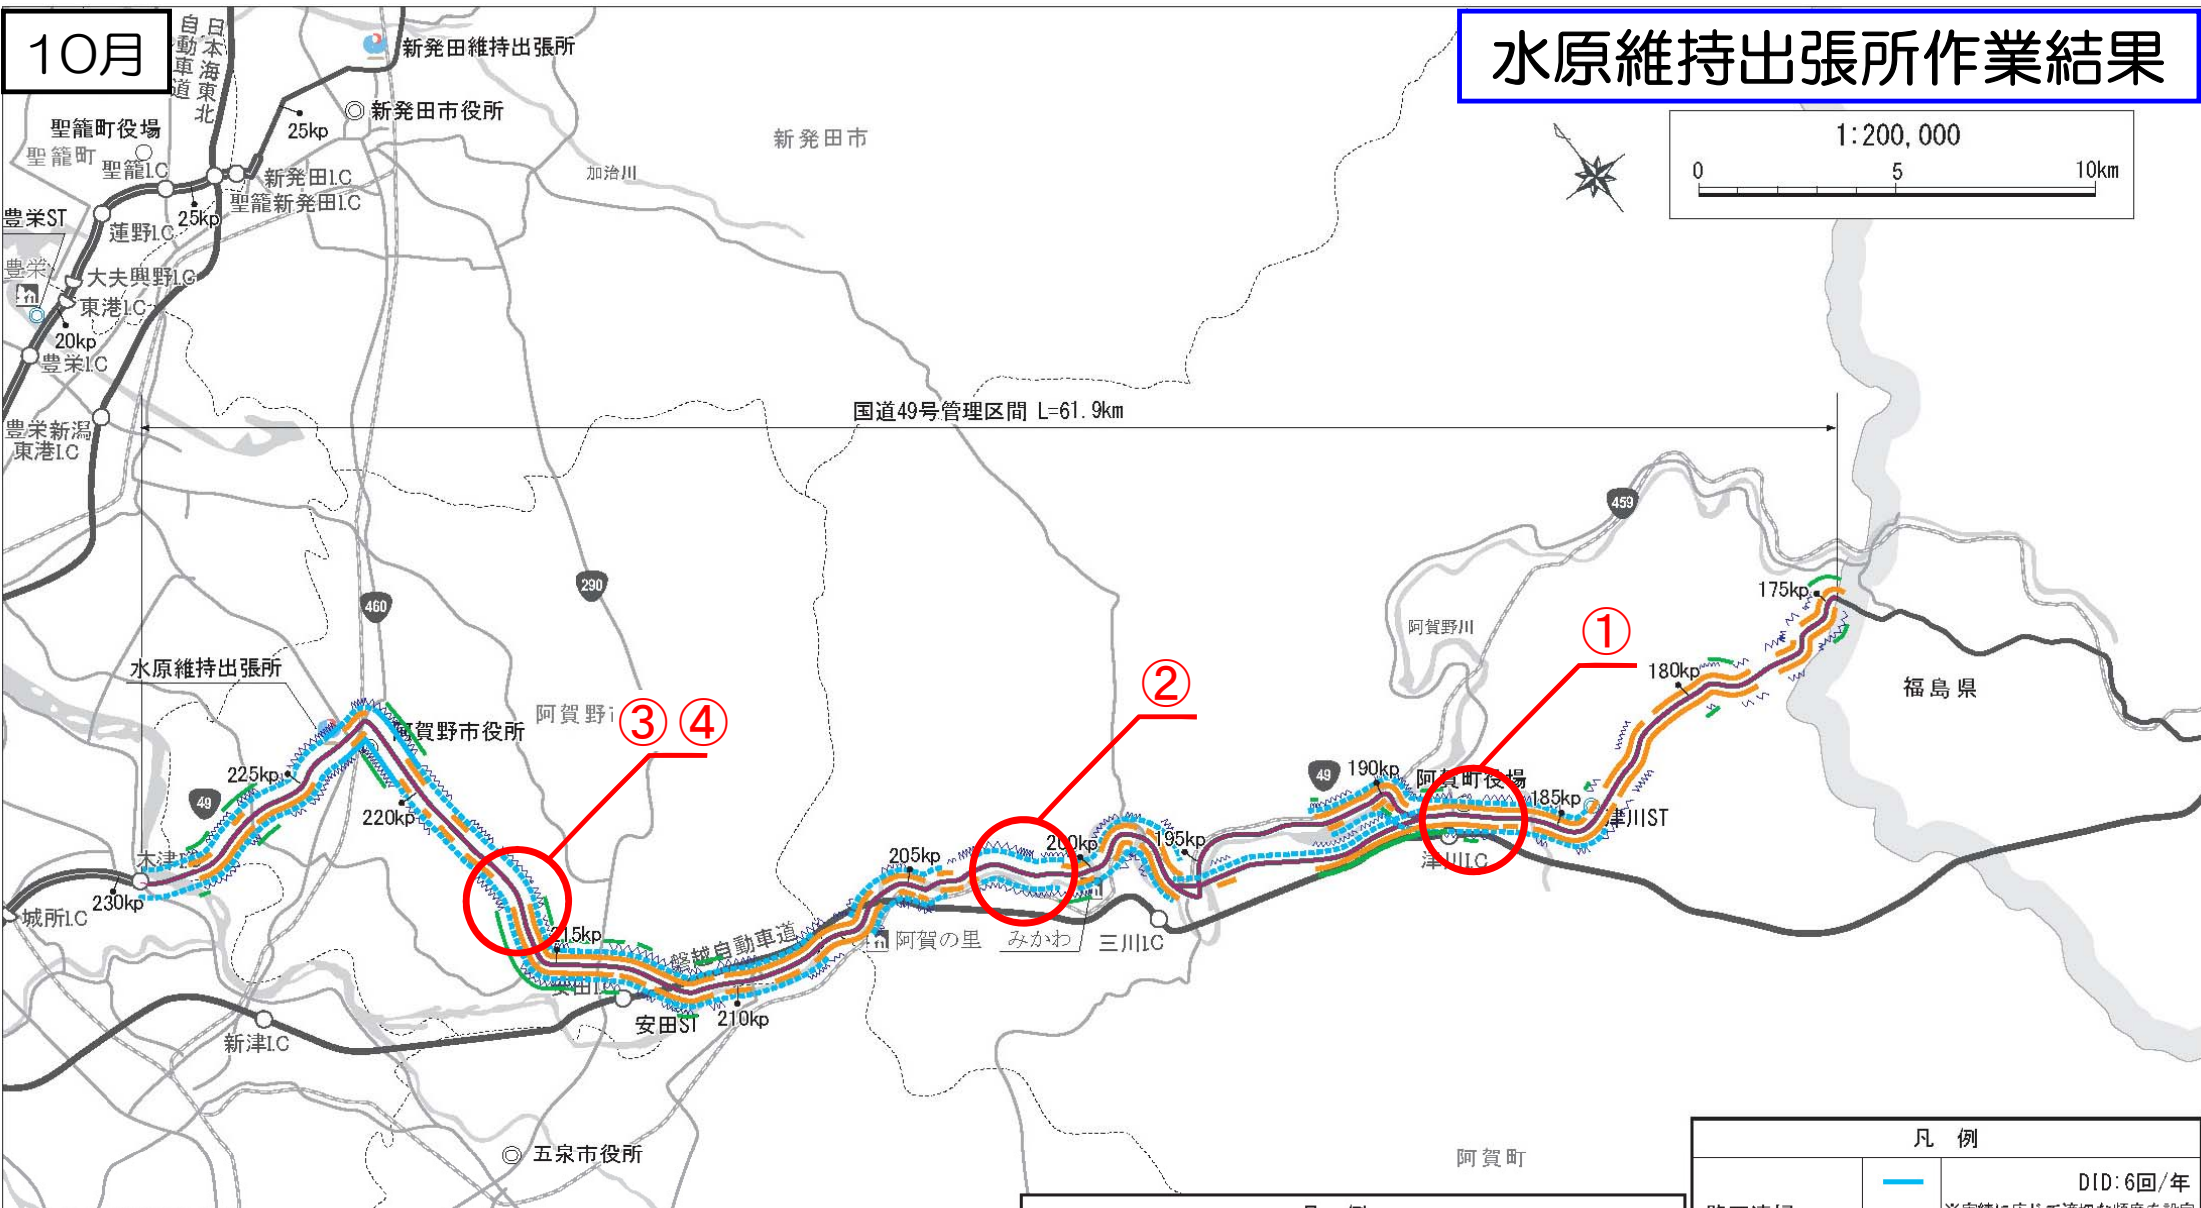 10月
水原維持出張所作業結果
1:200,000
0 5 10km
日本海東北
自動車道
新発田維持出張所
新発田市役所
25kp
聖籠町役場
聖籠町
聖籠I.C
新発田I.C
聖籠新発田I.C
25kp
蓮野I.C
豊栄ST
豊栄
大夫興野I.C
東港I.C
20kp
豊栄I.C
豊栄新潟
東港I.C
新発田市
加治川
国道49号管理区間 L=61.9km
459
290
460
175kp
阿賀野川
①
180kp
福島県
水原維持出張所
阿賀野市役所
阿賀野市
③ ④
②
225kp
49
220kp
49
190kp
阿賀町役場
185kp
津川ST
津川I.C
木津I.C
230kp
城所I.C
205kp
200kp
195kp
215kp
磐越自動車道
阿賀の里
みかわ
三川I.C
安田I.C
安田ST
210kp
新津I.C
五泉市役所
阿賀町
凡 例
DID:6回/年
凡 例